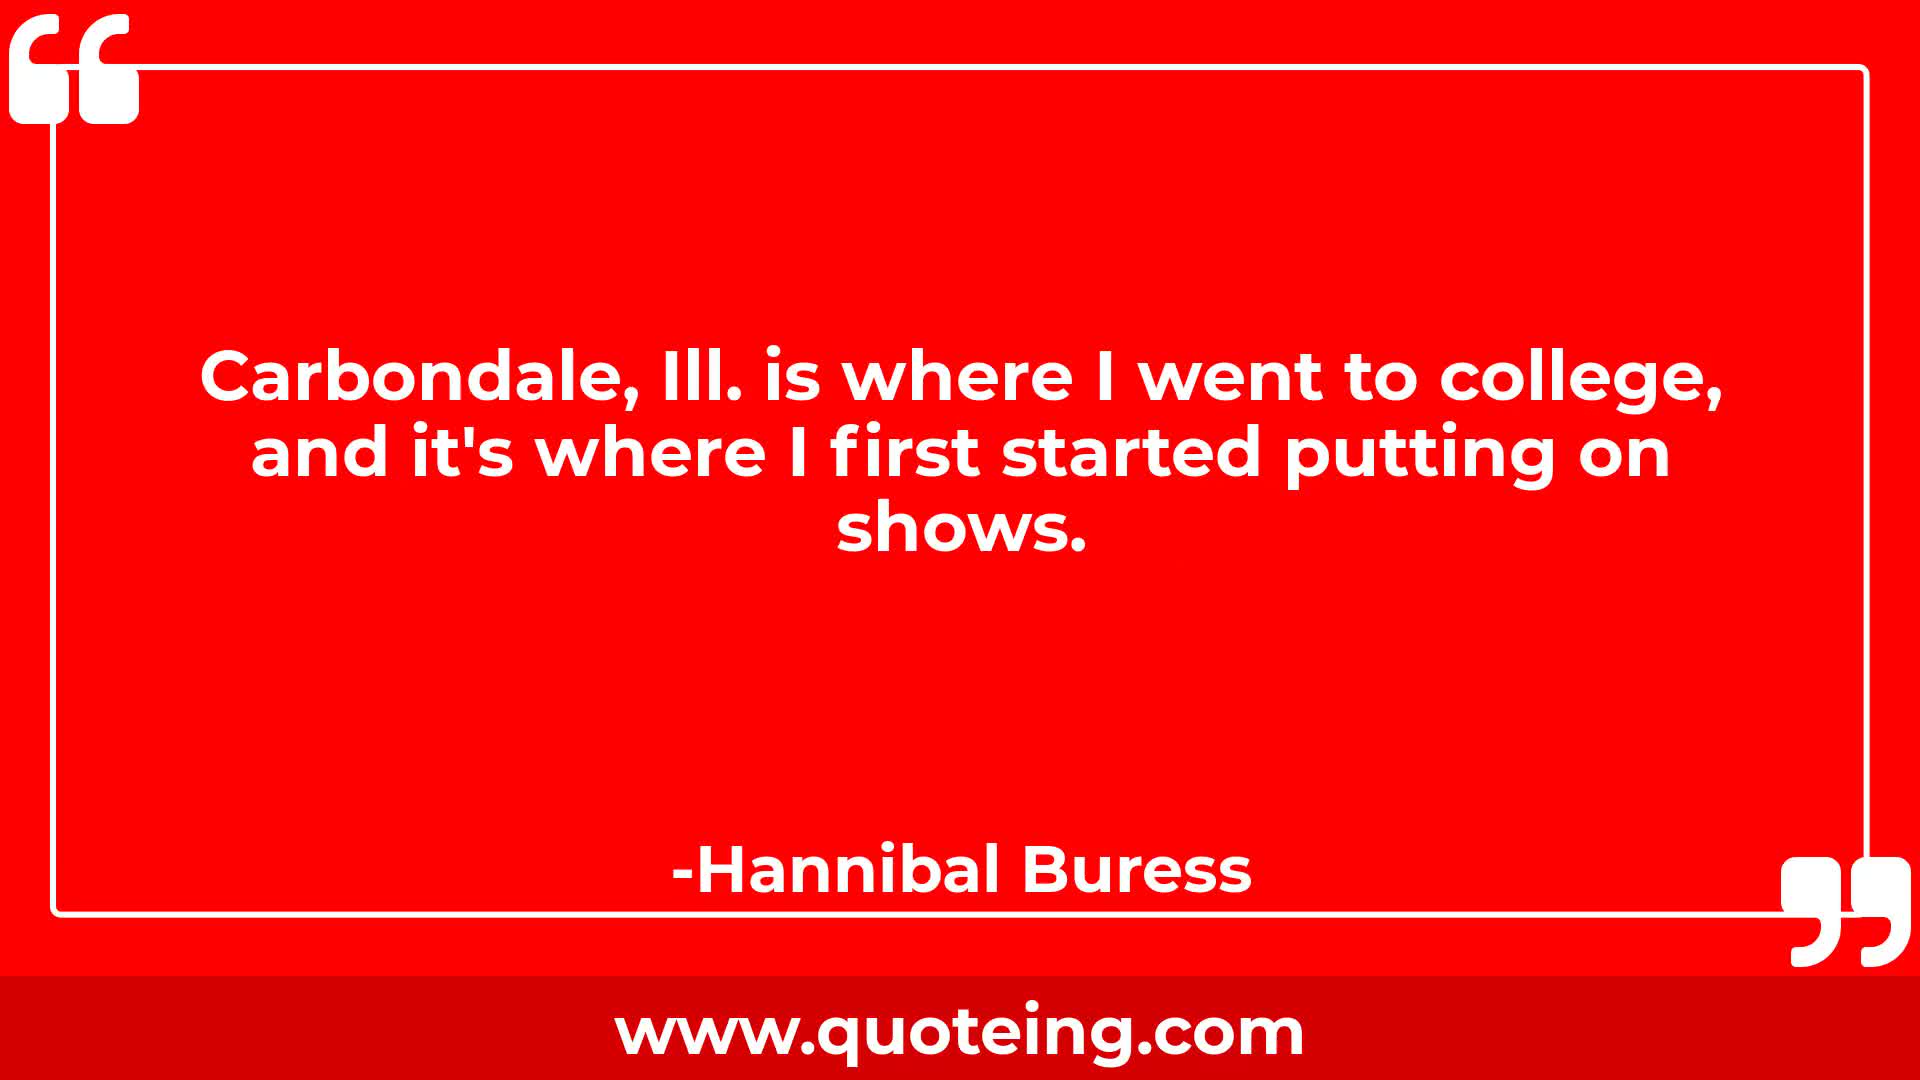 Carbondale, Ill. is where I went to college,
and it's where I first started putting on
shows.
-Hannibal Buress
www.quoteing.com